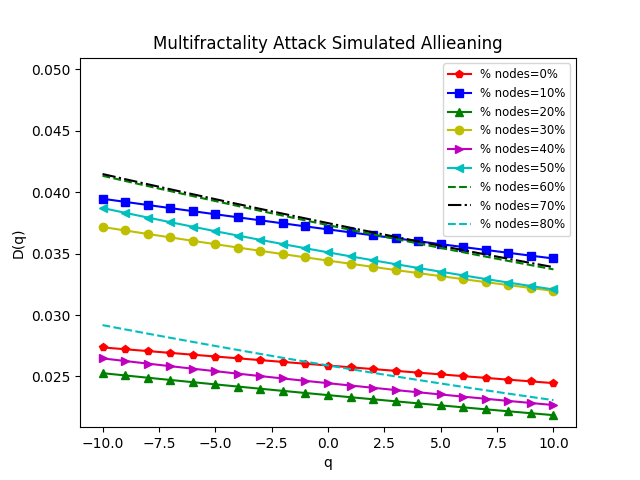 Multifractality Attack Simulated Allieaning
0.050
0.045
0.040
0.035
0.030
0.025
D(q)
% nodes=0%
% nodes=10%
% nodes=20%
% nodes=30%
% nodes=40%
% nodes=50%
% nodes=60%
% nodes=70%
% nodes=80%
−10.0 −7.5 −5.0 −2.5 0.0 2.5 5.0 7.5 10.0
q